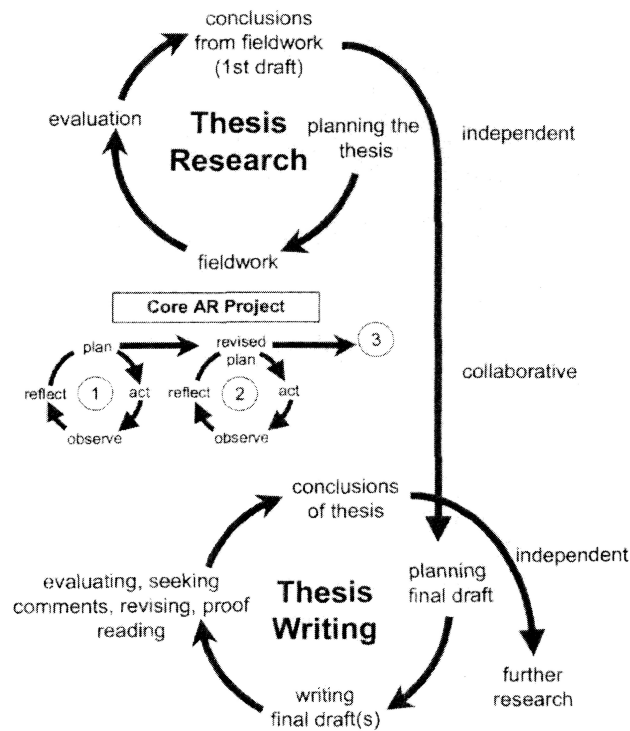 conclusions
from fieldwork
(1st draft)
evaluation
Thesis
Research
planning the
thesis
independent
fieldwork
Core AR Project
plan
revised
plan
3
reflect
1
act
reflect
2
act
collaborative
observe
observe
conclusions
of thesis
independent
evaluating, seeking
comments, revising, proof
reading
Thesis
Writing
planning
final draft
further
research
writing
final draft(s)